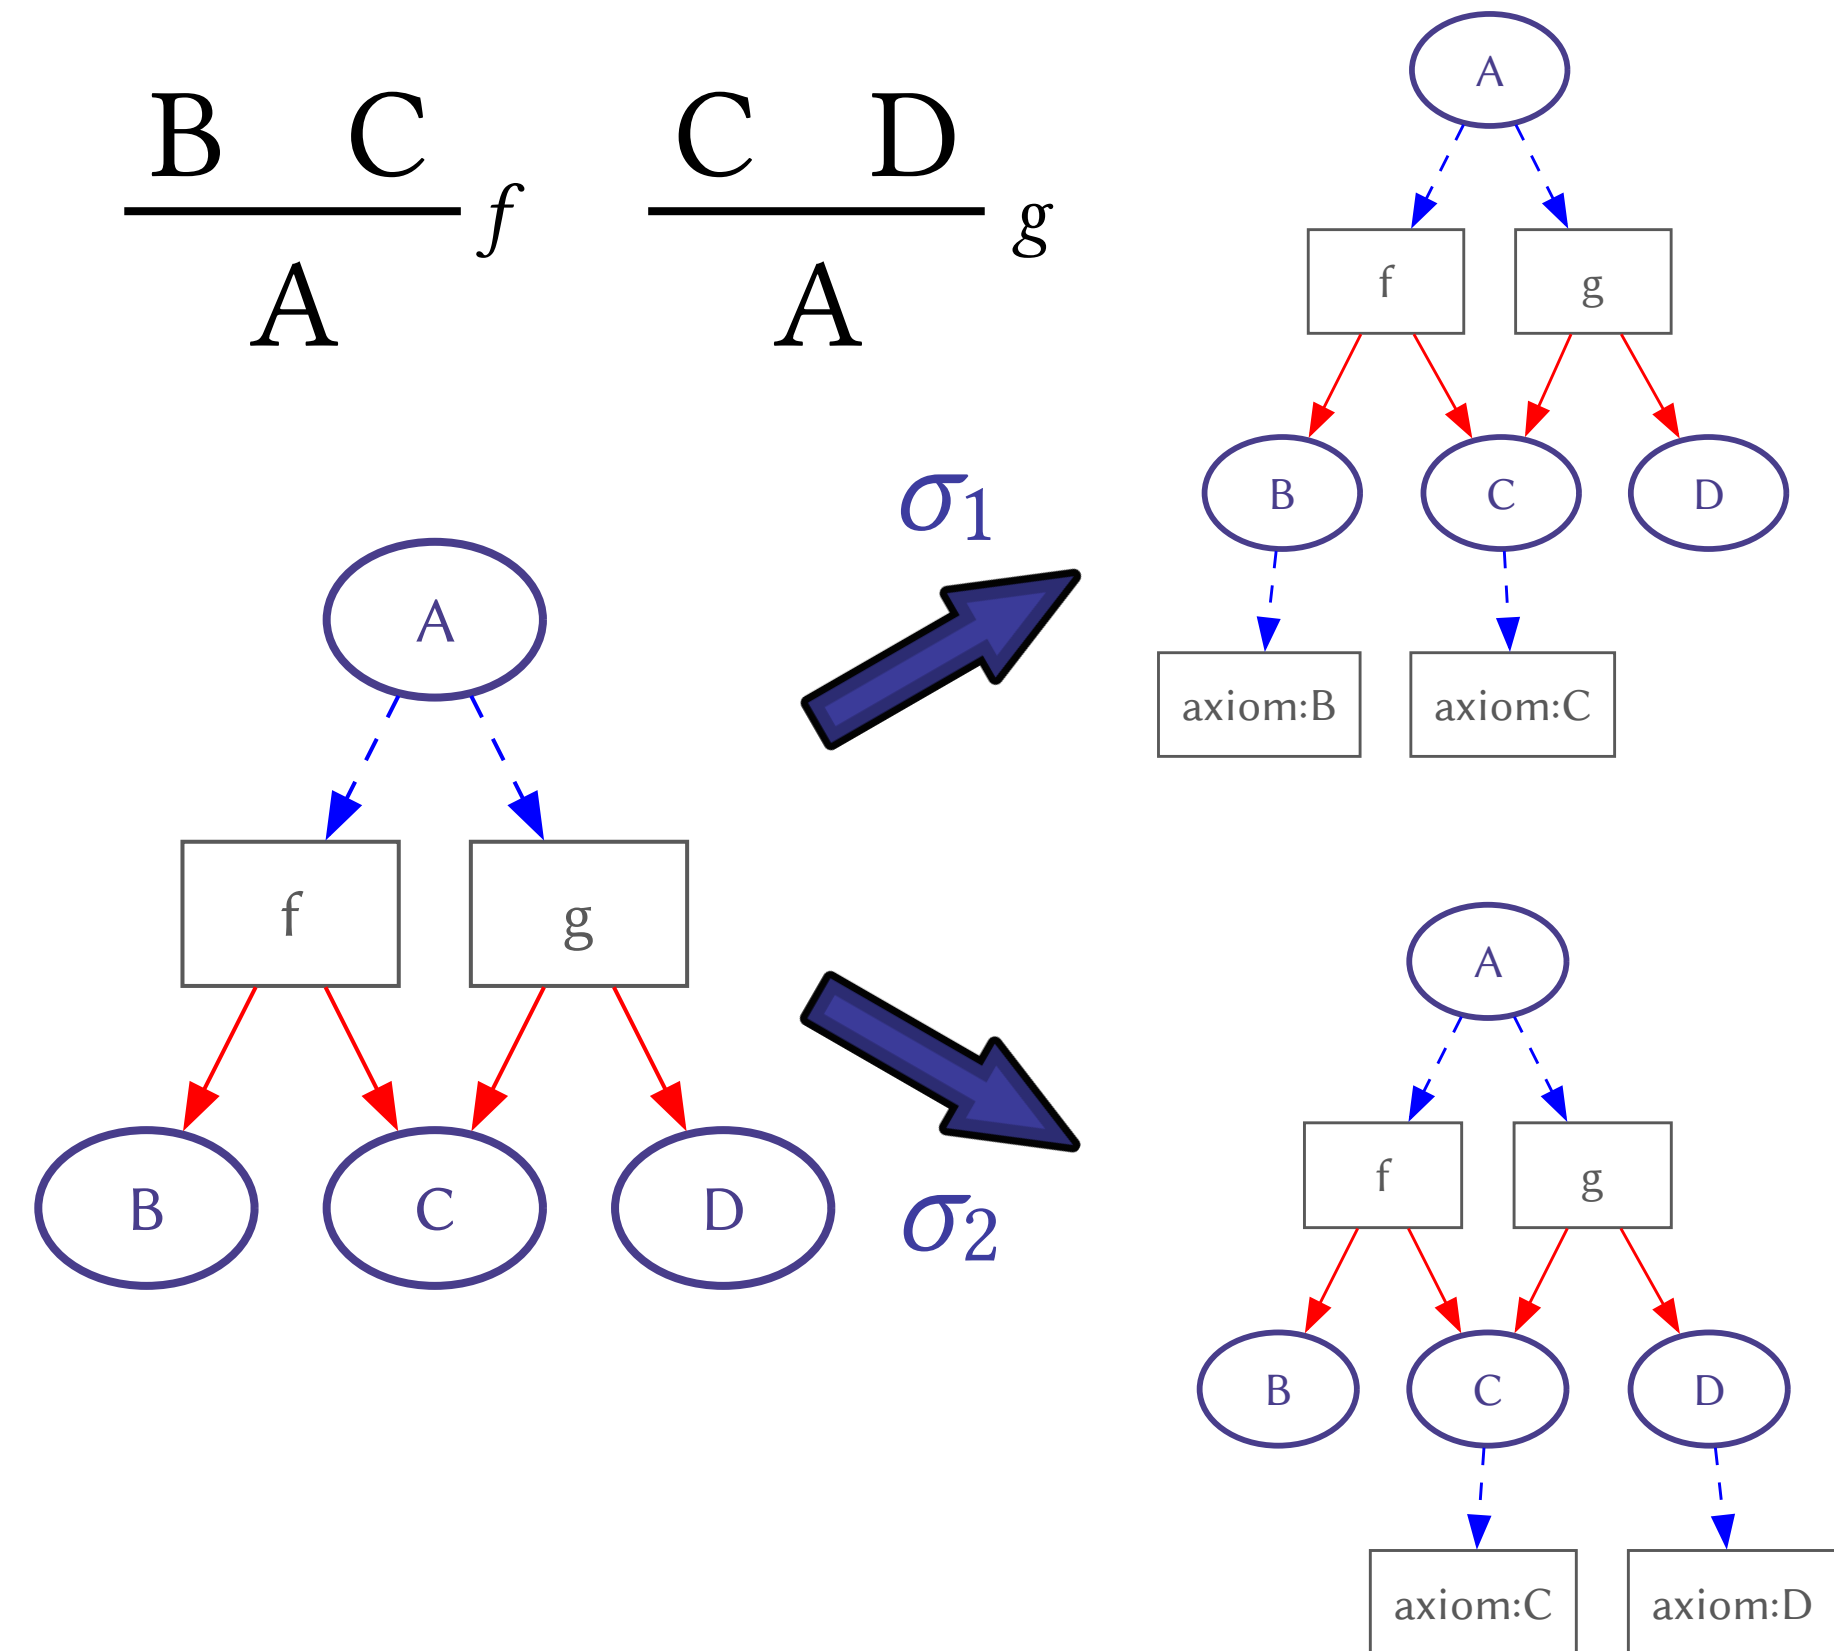 B C f C D g
A A
A
f g
B C D
σ1
σ2
A
f g
B C D
axiom:B axiom:C
A
f g
B C D
axiom:C axiom:D